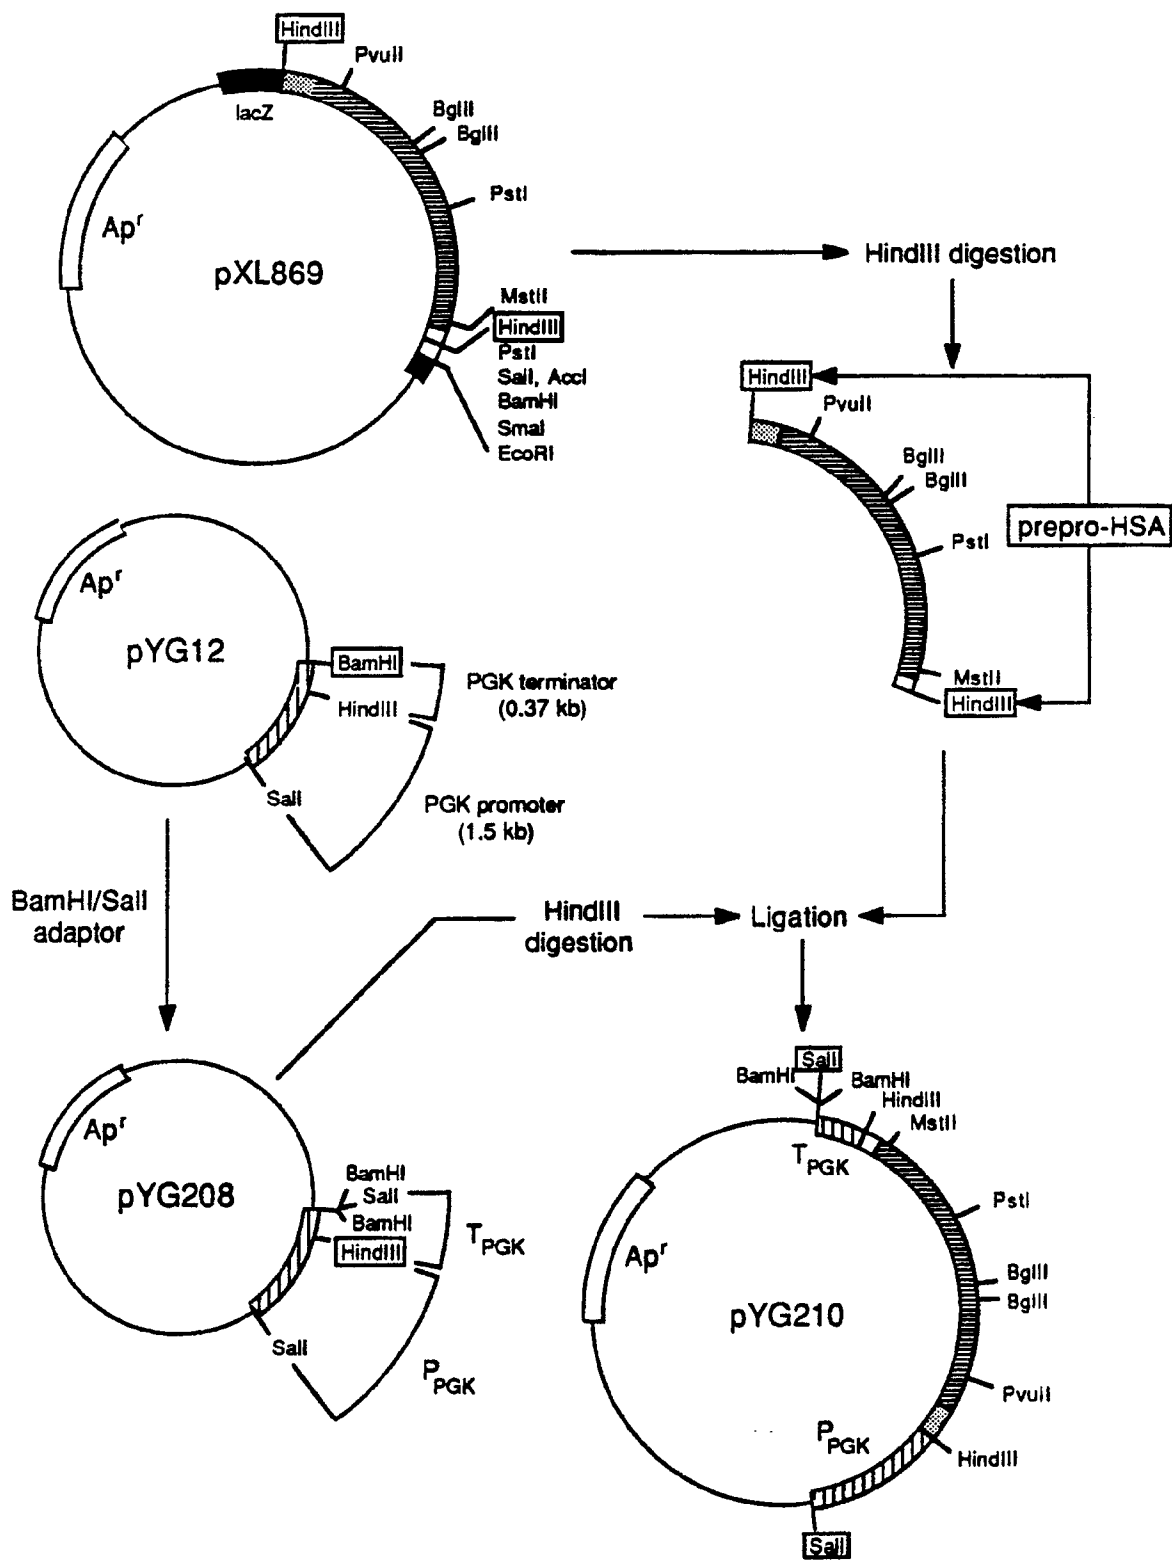 HindIII
PvuII
BglII
BglII
PstI
lacZ
Apr
pXL869
MstII
HindIII
PstI
SalI, AccI
BamHI
SmaI
EcoRI
HindIII digestion
HindIII
PvuII
BglII
BglII
PstI
prepro-HSA
MstII
HindIII
Apr
pYG12
BamHI
HindIII
SalI
PGK terminator
(0.37 kb)
PGK promoter
(1.5 kb)
BamHI/SalI
adaptor
HindIII
digestion
Ligation
Apr
pYG208
BamHI
SalI
BamHI
HindIII
SalI
TPGK
PPGK
SalI
BamHI
BamHI
HindIII
MstII
TPGK
PstI
Apr
BglII
BglII
pYG210
PvuII
PPGK
HindIII
SalI